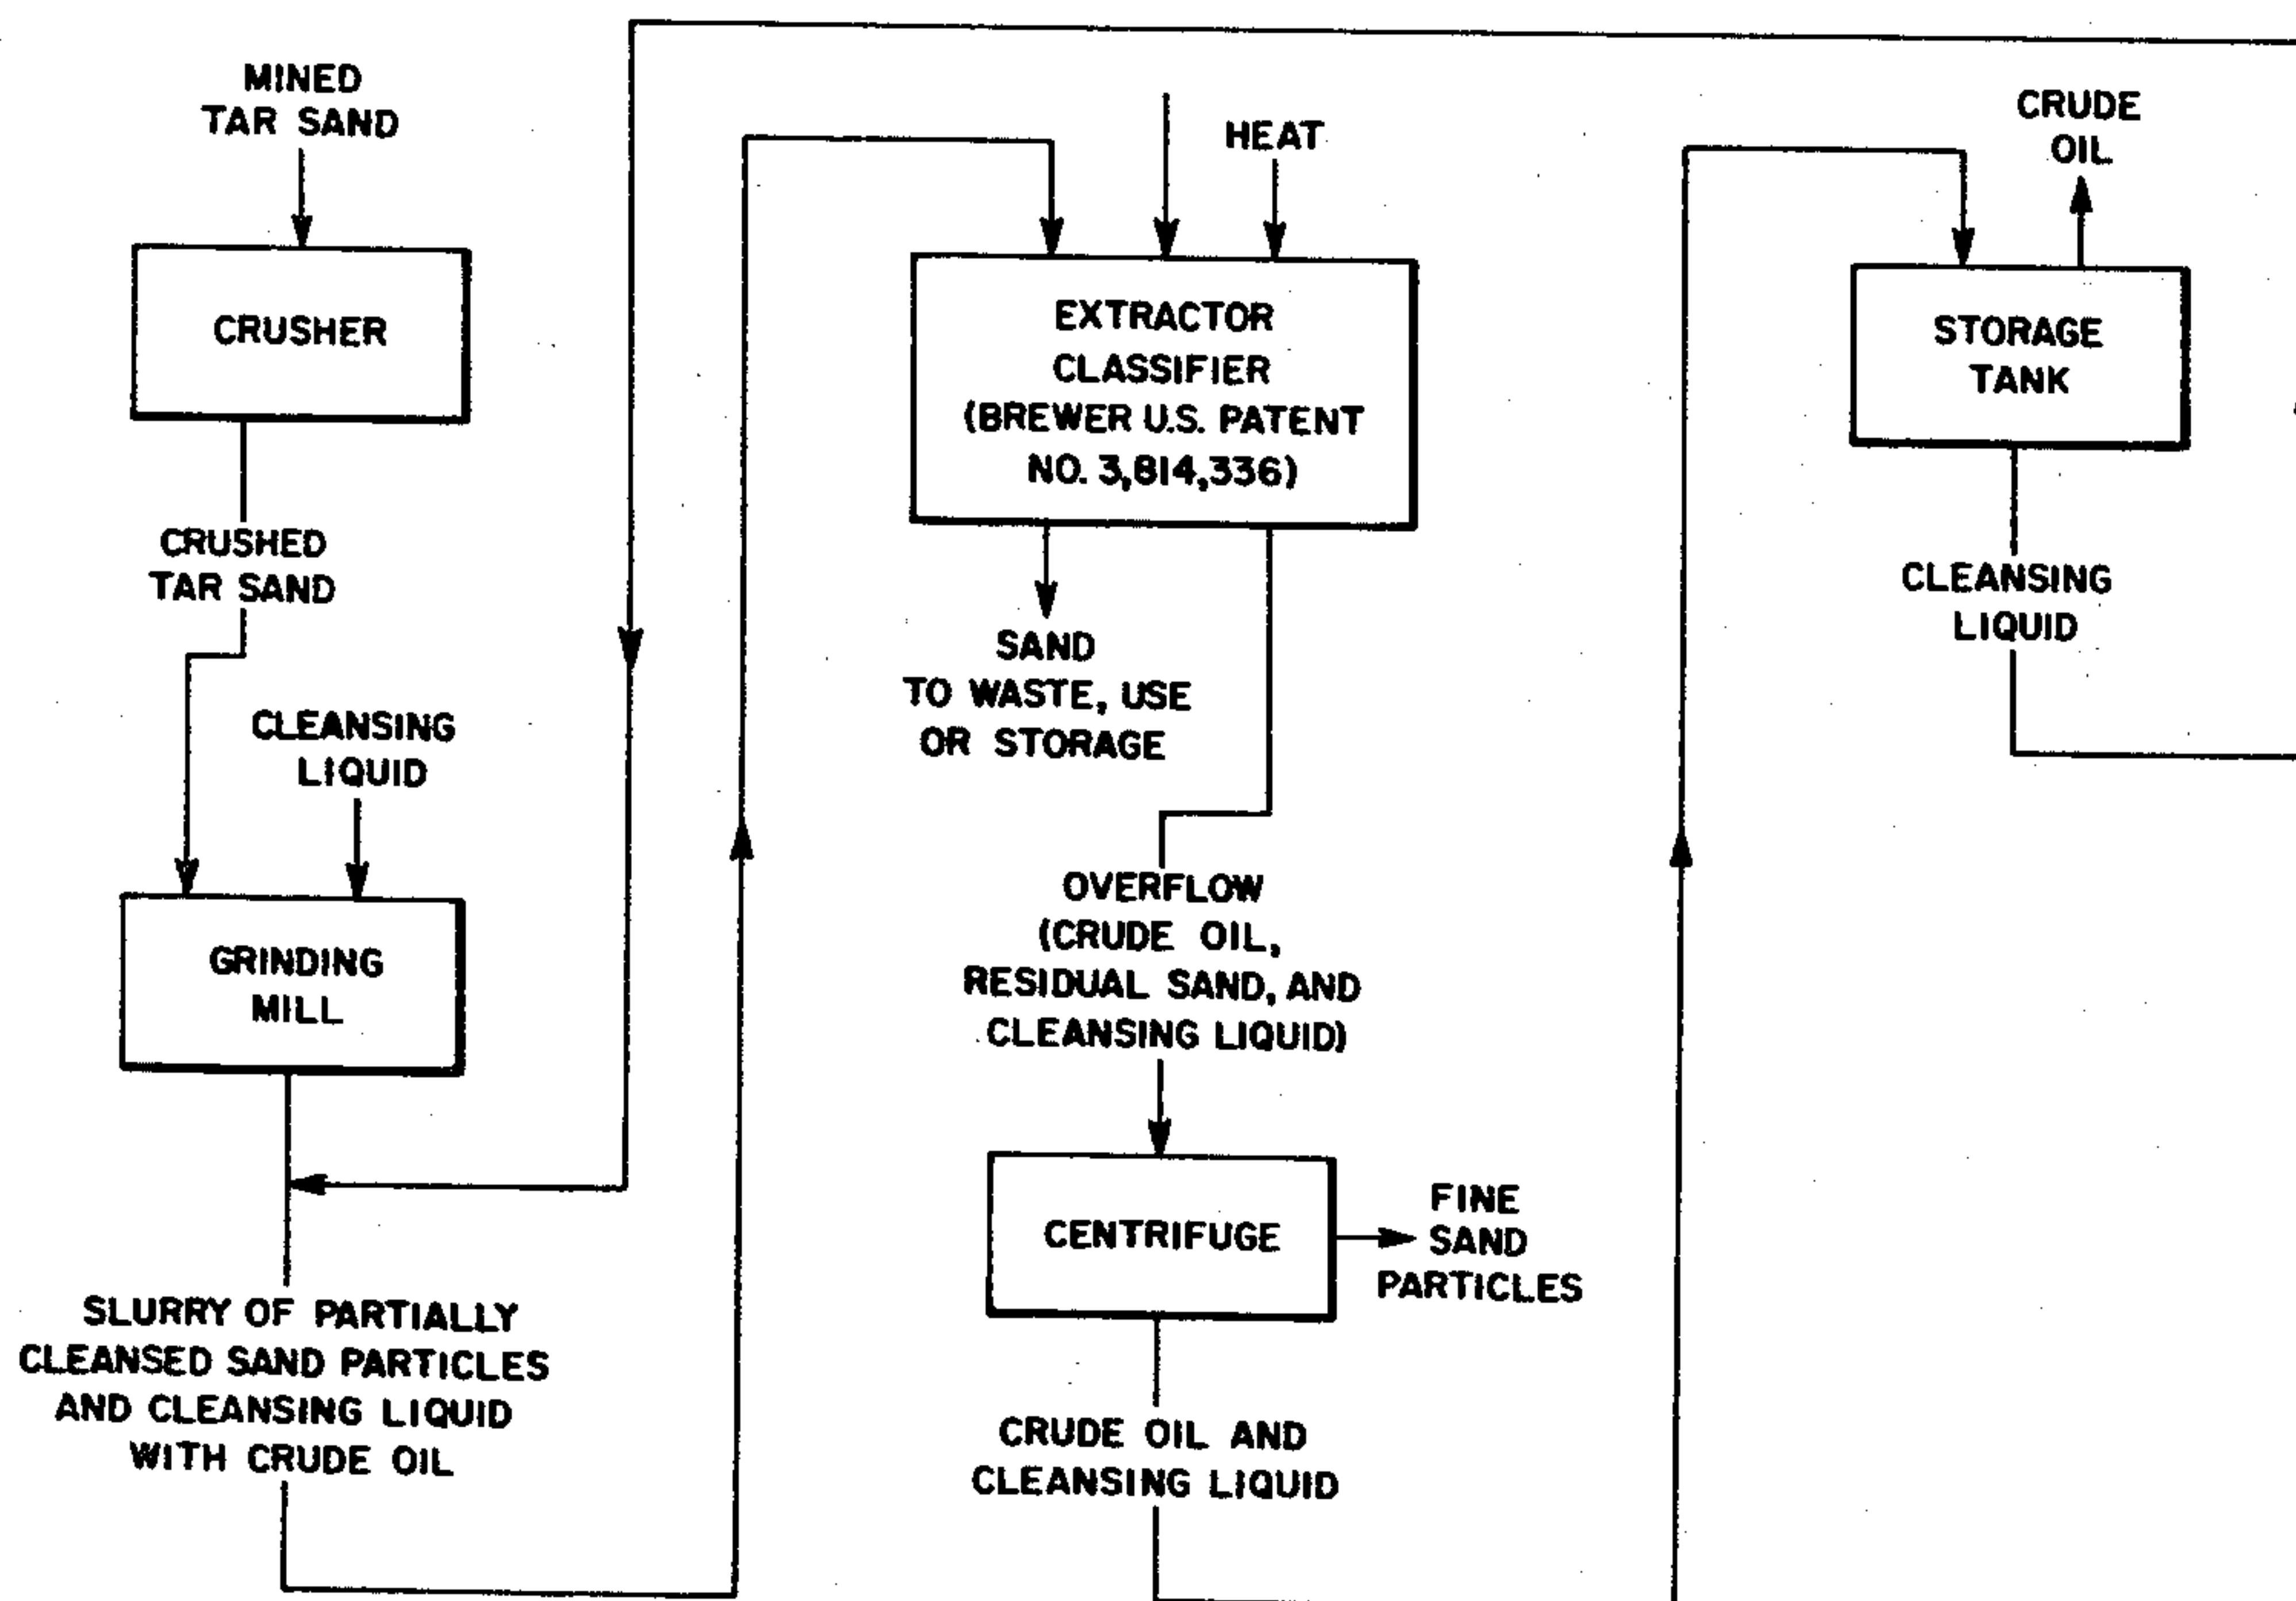 MINED
TAR SAND
CRUSHER
CRUSHED
TAR SAND
CLEANSING
LIQUID
GRINDING
MILL
SLURRY OF PARTIALLY
CLEANSED SAND PARTICLES
AND CLEANSING LIQUID
WITH CRUDE OIL
HEAT
EXTRACTOR
CLASSIFIER
(BREWER U.S. PATENT
NO. 3,814,336)
SAND
TO WASTE, USE
OR STORAGE
OVERFLOW
(CRUDE OIL,
RESIDUAL SAND, AND
CLEANSING LIQUID)
CENTRIFUGE
FINE
SAND
PARTICLES
CRUDE OIL AND
CLEANSING LIQUID
CRUDE
OIL
STORAGE
TANK
CLEANSING
LIQUID